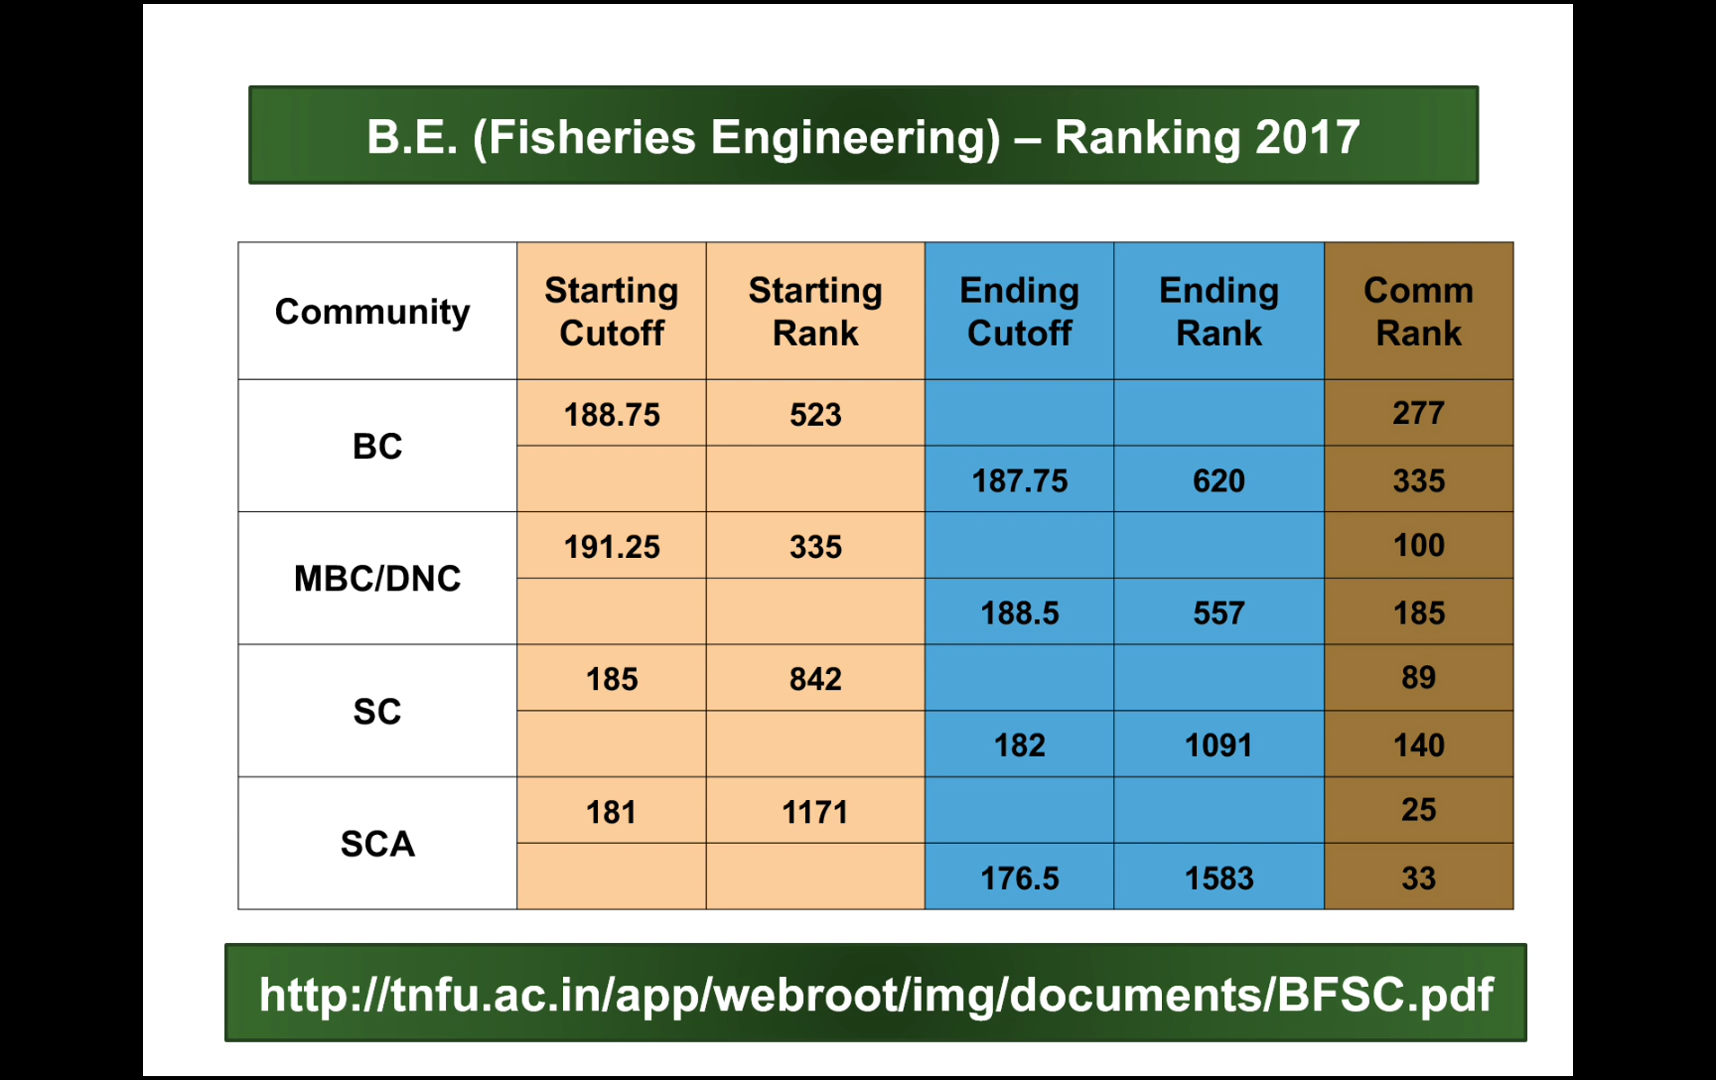 B.E. (Fisheries Engineering) – Ranking 2017
Community Starting Cutoff Starting Rank Ending Cutoff Ending Rank Comm Rank
BC 188.75 523 277
187.75 620 335
MBC/DNC 191.25 335 100
188.5 557 185
SC 185 842 89
182 1091 140
SCA 181 1171 25
176.5 1583 33
http://tnfu.ac.in/app/webroot/img/documents/BFSC.pdf